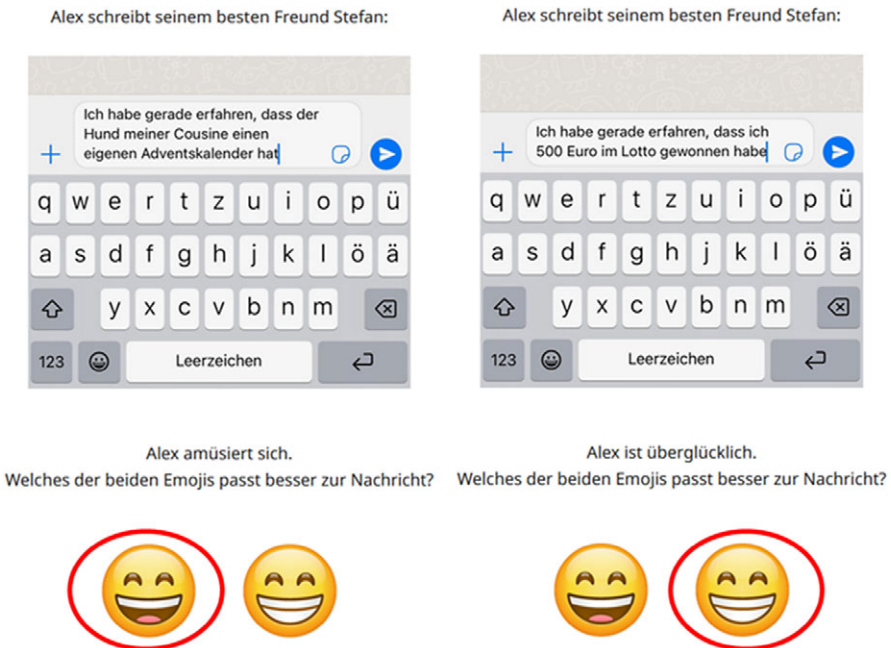 Alex schreibt seinem besten Freund Stefan:
Ich habe gerade erfahren, dass der
Hund meiner Cousine einen
eigenen Adventskalender hat
q w e r t z u i o p ü
a s d f g h j k l ö ä
y x c v b n m
123 Leerzeichen
Alex amüsiert sich.
Welches der beiden Emojis passt besser zur Nachricht?
Alex schreibt seinem besten Freund Stefan:
Ich habe gerade erfahren, dass ich
500 Euro im Lotto gewonnen habe
q w e r t z u i o p ü
a s d f g h j k l ö ä
y x c v b n m
123 Leerzeichen
Alex ist überglücklich.
Welches der beiden Emojis passt besser zur Nachricht?